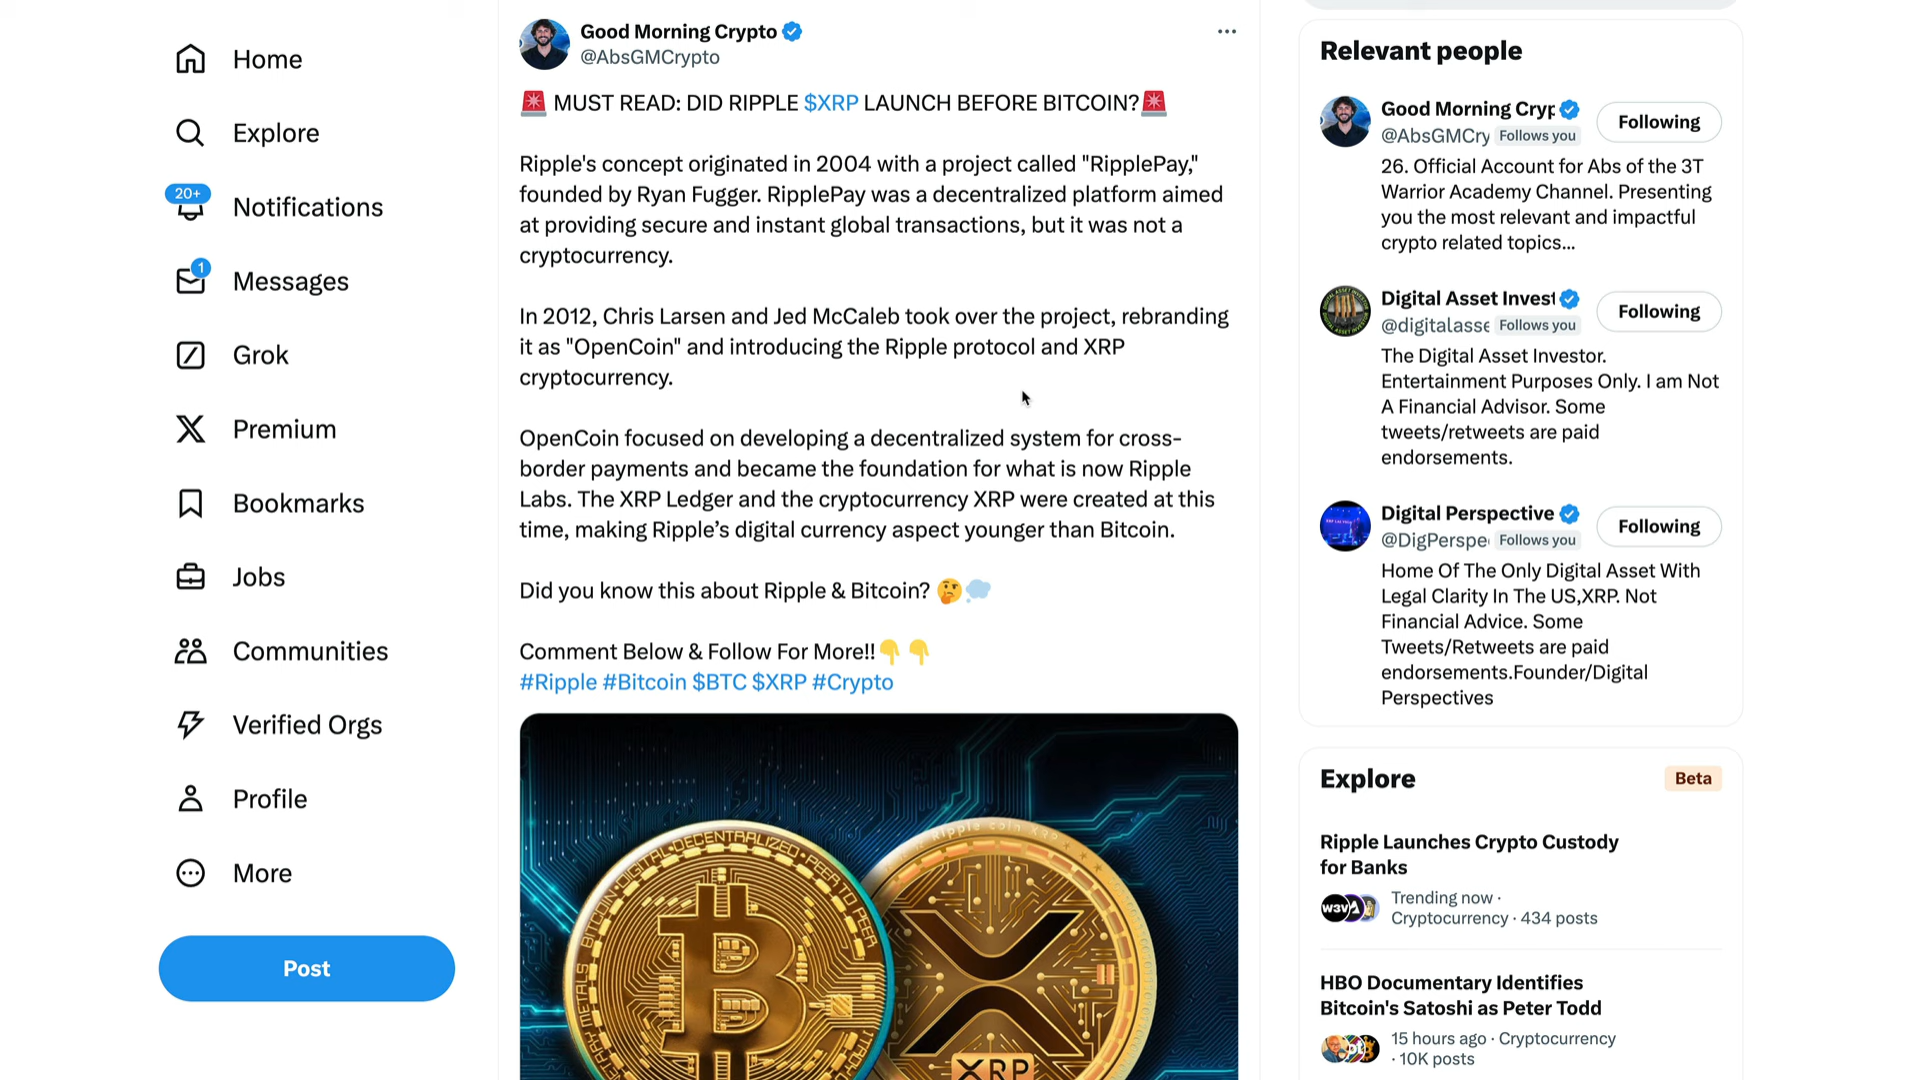 Home
Explore
20+
Notifications
1
Messages
Grok
Premium
Bookmarks
Jobs
Communities
Verified Orgs
Profile
More
Post
Good Morning Crypto
@AbsGMCrypto
🚨 MUST READ: DID RIPPLE $XRP LAUNCH BEFORE BITCOIN?🚨
Ripple's concept originated in 2004 with a project called "RipplePay,"
founded by Ryan Fugger. RipplePay was a decentralized platform aimed
at providing secure and instant global transactions, but it was not a
cryptocurrency.
In 2012, Chris Larsen and Jed McCaleb took over the project, rebranding
it as "OpenCoin" and introducing the Ripple protocol and XRP
cryptocurrency.
OpenCoin focused on developing a decentralized system for cross-
border payments and became the foundation for what is now Ripple
Labs. The XRP Ledger and the cryptocurrency XRP were created at this
time, making Ripple’s digital currency aspect younger than Bitcoin.
Did you know this about Ripple & Bitcoin? 🤔💭
Comment Below & Follow For More!!👇👇
#Ripple #Bitcoin $BTC $XRP #Crypto
BITCOIN · DIGITAL · DECENTRALIZED · PEER TO PEER
Ripple coin XRP
XRP
Relevant people
Good Morning Cryp
Following
@AbsGMCry Follows you
26. Official Account for Abs of the 3T
Warrior Academy Channel. Presenting
you the most relevant and impactful
crypto related topics...
Digital Asset Invest
Following
@digitalasse Follows you
The Digital Asset Investor.
Entertainment Purposes Only. I am Not
A Financial Advisor. Some
tweets/retweets are paid
endorsements.
Digital Perspective
Following
@DigPerspe Follows you
Home Of The Only Digital Asset With
Legal Clarity In The US,XRP. Not
Financial Advice. Some
Tweets/Retweets are paid
endorsements.Founder/Digital
Perspectives
Explore
Beta
Ripple Launches Crypto Custody
for Banks
W3V
Trending now ·
Cryptocurrency · 434 posts
HBO Documentary Identifies
Bitcoin's Satoshi as Peter Todd
15 hours ago · Cryptocurrency
· 10K posts